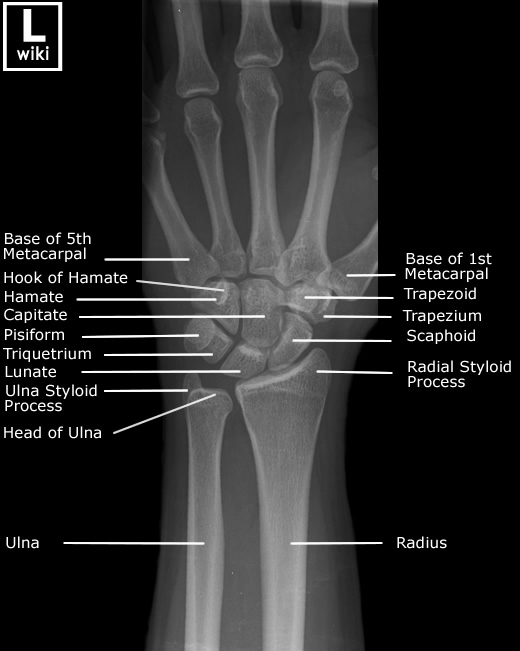 L
wiki
Base of 5th
Metacarpal
Hook of Hamate
Hamate
Capitate
Pisiform
Triquetrium
Lunate
Ulna Styloid
Process
Head of Ulna
Ulna
Base of 1st
Metacarpal
Trapezoid
Trapezium
Scaphoid
Radial Styloid
Process
Radius